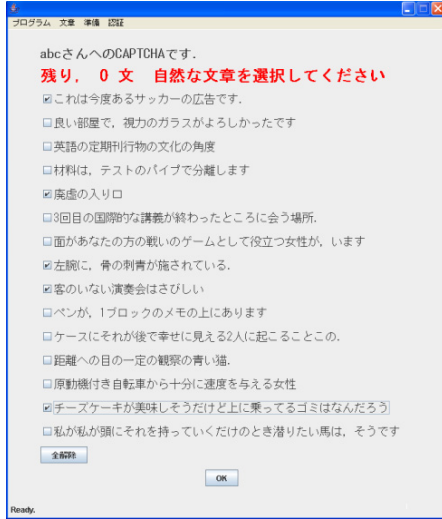 プログラム 文章 準備 認証
abcさんへのCAPTCHAです.
残り, 0 文 自然な文章を選択してください
これは今度あるサッカーの広告です.
良い部屋で, 視力のガラスがよろしかったです
英語の定期刊行物の文化の角度
材料は, テストのパイプで分離します
廃虚の入り口
3回目の国際的な講義が終わったところに会う場所.
面があなたの方の戦いのゲームとして役立つ女性が, います
左腕に, 骨の刺青が施されている.
客のいない演奏会はさびしい
ペンが, 1ブロックのメモの上にあります
ケースにそれが後で幸せに見える2人に起こることこの.
距離への目の一定の観察の青い猫.
原動機付き自転車から十分に速度を与える女性
チーズケーキが美味しそうだけど上に乗ってるゴミはなんだろう
私が私が頭にそれを持っていくだけのとき潜りたい馬は, そうです
全解除
OK
Ready.